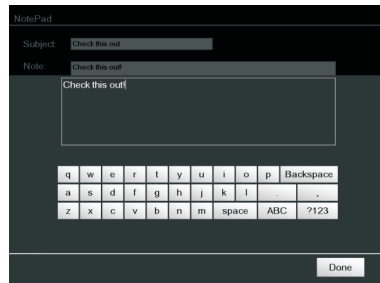 NotePad
Subject: Check this out
Note: Check this out!
Check this out!
q w e r t y u i o p Backspace
a s d f g h j k l . ,
z x c v b n m space ABC ?123
Done